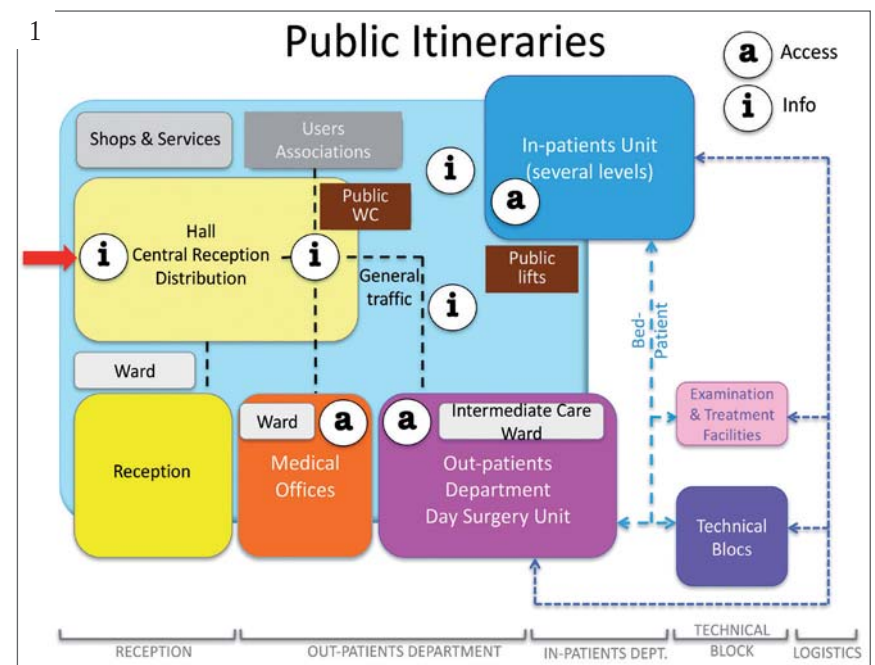 1
Public Itineraries
a Access
i Info
Shops & Services
Users
Associations
i
In-patients Unit
(several levels)
a
Public
WC
Hall
Central Reception
Distribution
i
i
General
traffic
Public
lifts
i
Bed-
Patient
Ward
Examination
& Treatment
Facilities
Ward
a
a
Intermediate Care
Ward
Reception
Medical
Offices
Out-patients
Department
Day Surgery Unit
Technical
Blocs
RECEPTION
OUT-PATIENTS DEPARTMENT
IN-PATIENTS DEPT.
TECHNICAL
BLOCK
LOGISTICS